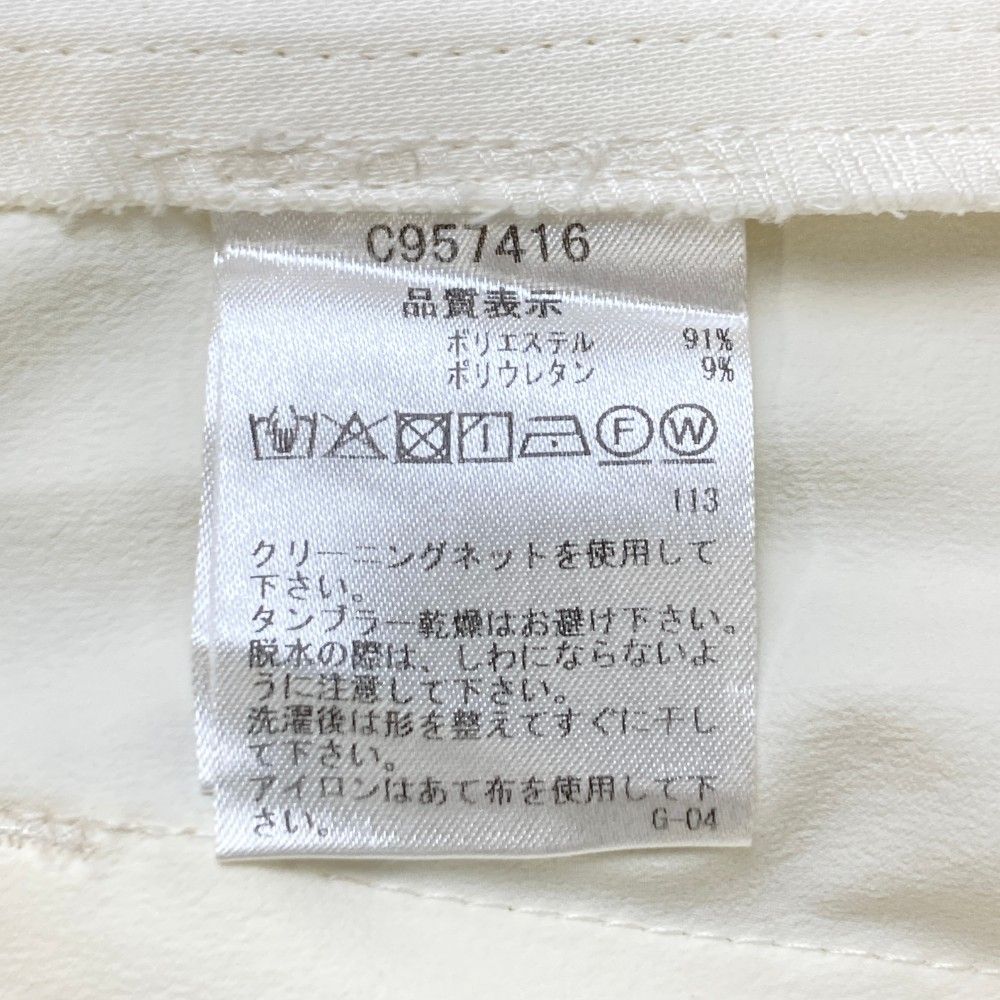 C957416
品質表示
ポリエステル 91%
ポリウレタン 9%
F W
113
クリーニングネットを使用して
下さい。
タンブラー乾燥はお避け下さい。
脱水の際は、しわにならないよ
うに注意して下さい。
洗濯後は形を整えてすぐに干し
て下さい。
アイロンはあて布を使用して下
さい。 G-04